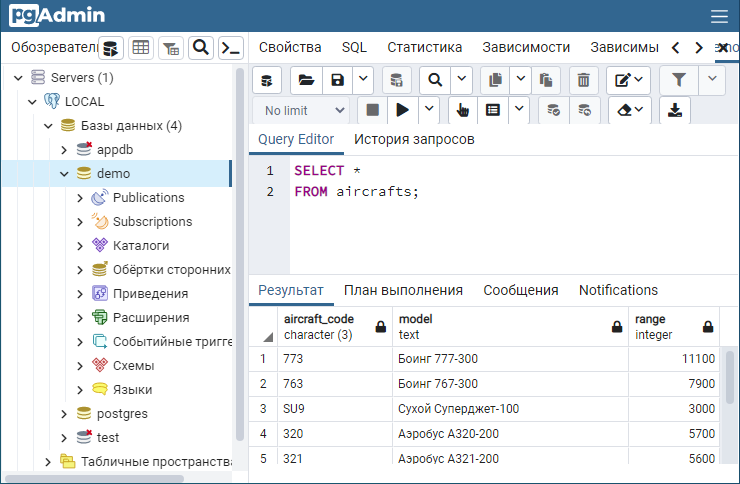 pgAdmin
Обозреватель
Свойства SQL Статистика Зависимости Зависимы
Servers (1)
LOCAL
Базы данных (4)
appdb
demo
Publications
Subscriptions
Каталоги
Обёртки сторонних
Приведения
Расширения
Событийные тригге
Схемы
Языки
postgres
test
Табличные пространства
No limit
Query Editor История запросов
1 SELECT *
2 FROM aircrafts;
Результат План выполнения Сообщения Notifications
aircraft_code model range
character (3) text integer
1 773 Боинг 777-300 11100
2 763 Боинг 767-300 7900
3 SU9 Сухой Суперджет-100 3000
4 320 Аэробус A320-200 5700
5 321 Аэробус A321-200 5600